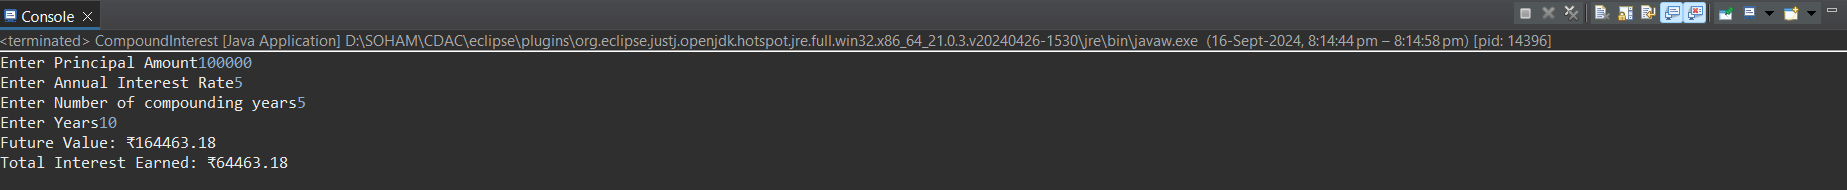 Console
<terminated> CompoundInterest [Java Application] D:\SOHAM\CDAC\eclipse\plugins\org.eclipse.justj.openjdk.hotspot.jre.full.win32.x86_64_21.0.3.v20240426-1530\jre\bin\javaw.exe (16-Sept-2024, 8:14:44 pm – 8:14:58 pm) [pid: 14396]
Enter Principal Amount100000
Enter Annual Interest Rate5
Enter Number of compounding years5
Enter Years10
Future Value: ₹164463.18
Total Interest Earned: ₹64463.18